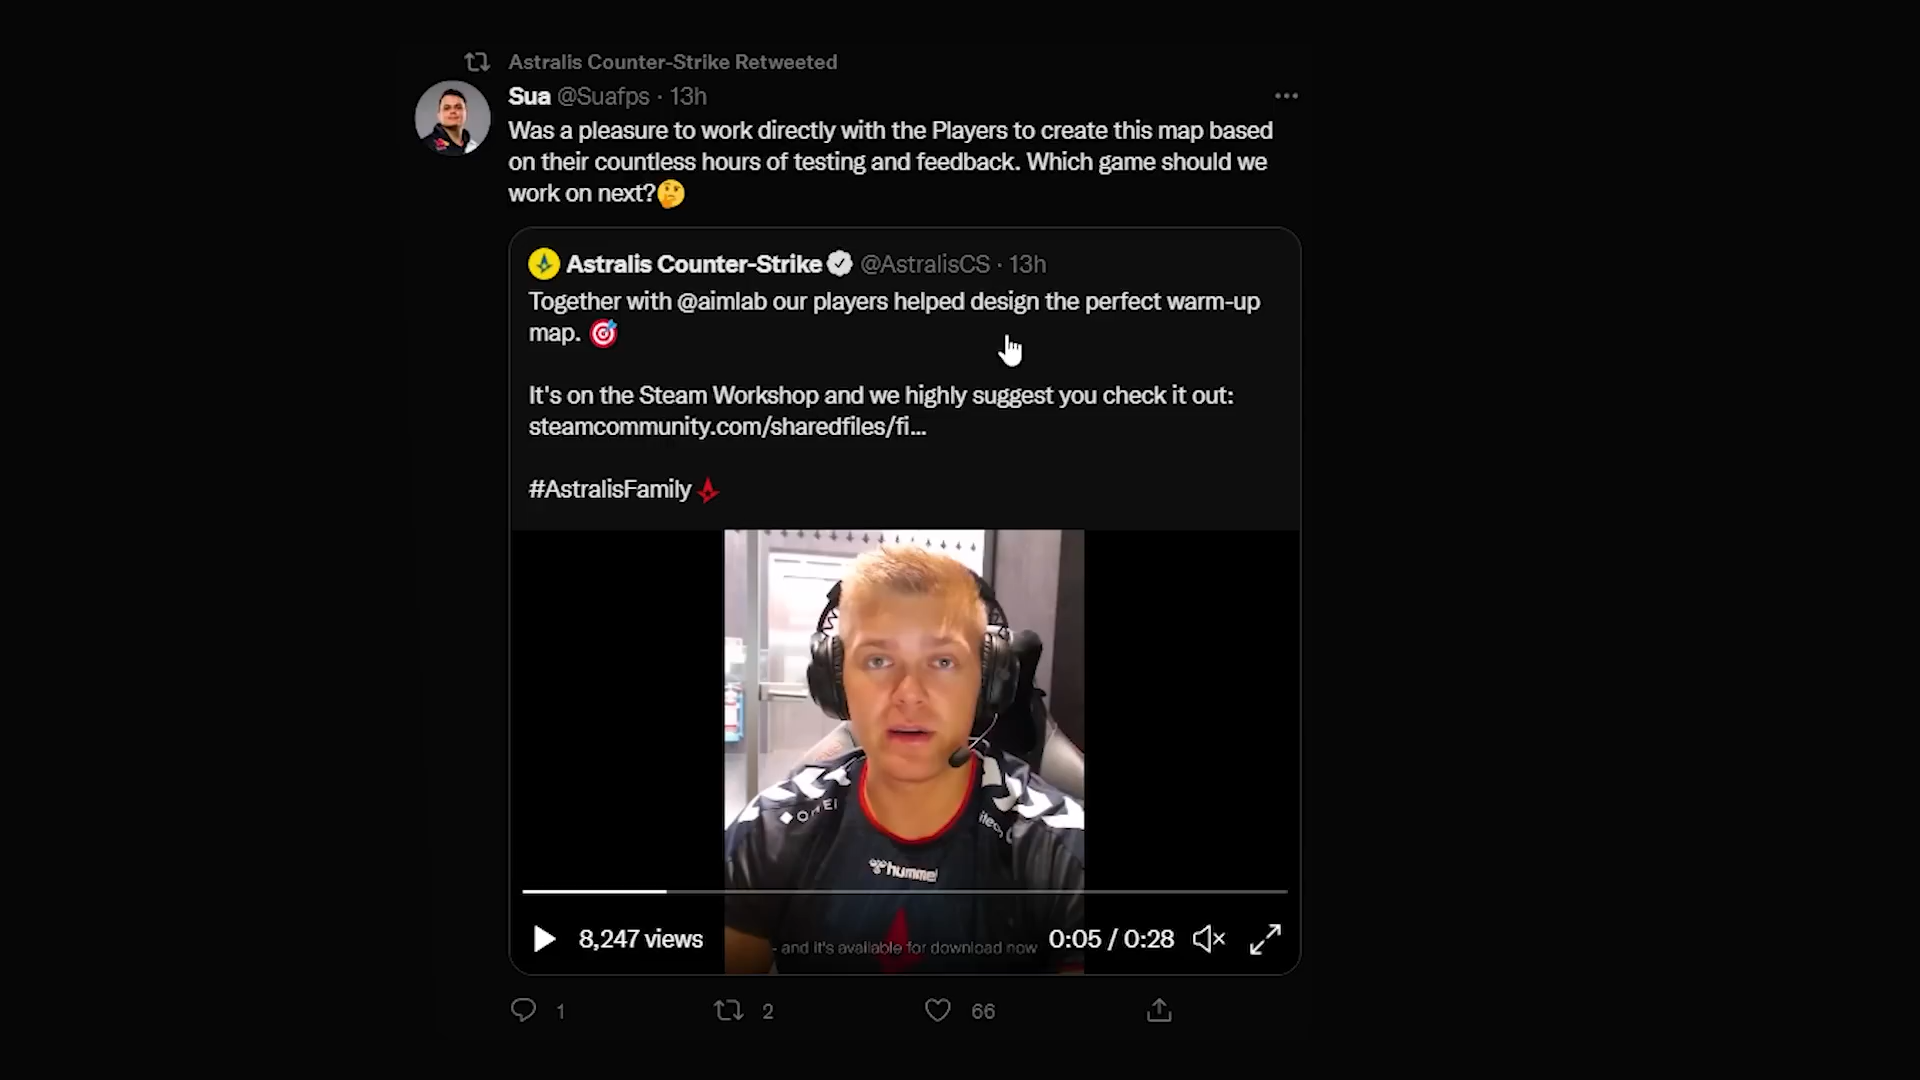 Astralis Counter-Strike Retweeted
Sua @Suafps · 13h
Was a pleasure to work directly with the Players to create this map based
on their countless hours of testing and feedback. Which game should we
work on next?🤔
Astralis Counter-Strike @AstralisCS · 13h
Together with @aimlab our players helped design the perfect warm-up
map. 🎯
It's on the Steam Workshop and we highly suggest you check it out:
steamcommunity.com/sharedfiles/fi...
#AstralisFamily
hummel
- and it's available for download now
8,247 views
0:05 / 0:28
1
2
66